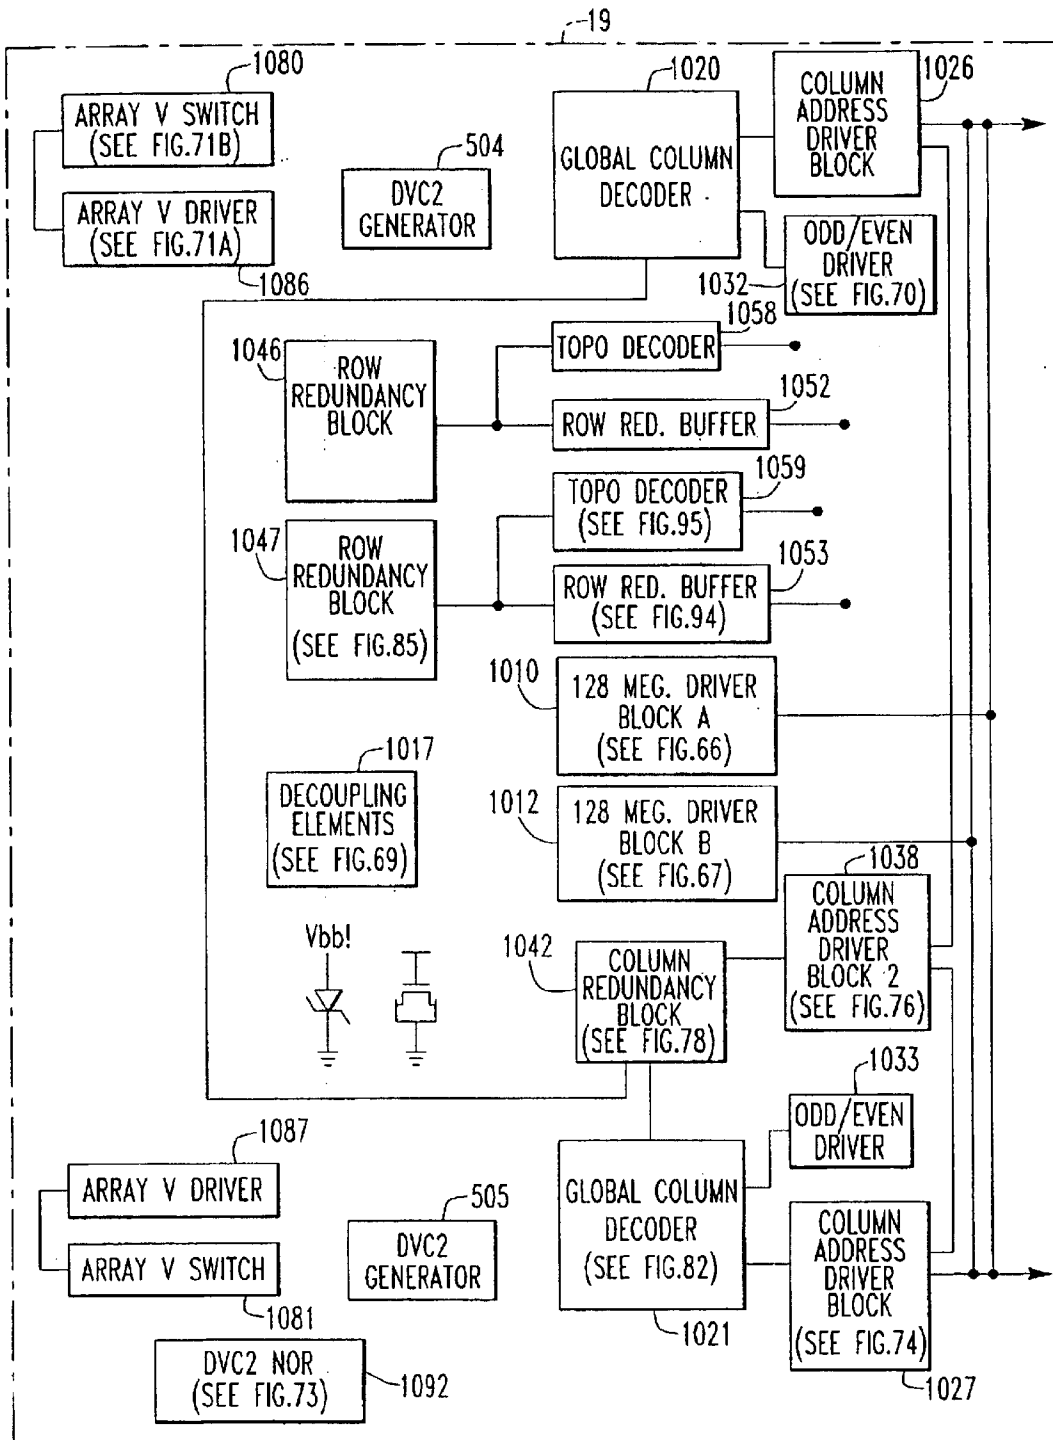 19
1080
ARRAY V SWITCH
(SEE FIG.71B)
ARRAY V DRIVER
(SEE FIG.71A)
1086
504
DVC2
GENERATOR
1020
GLOBAL COLUMN
DECODER
1026
COLUMN
ADDRESS
DRIVER
BLOCK
ODD/EVEN
DRIVER
(SEE FIG.70)
1032
1058
TOPO DECODER
1046
ROW
REDUNDANCY
BLOCK
1052
ROW RED. BUFFER
1059
TOPO DECODER
(SEE FIG.95)
1047
ROW
REDUNDANCY
BLOCK
(SEE FIG.85)
1053
ROW RED. BUFFER
(SEE FIG.94)
1010
128 MEG. DRIVER
BLOCK A
(SEE FIG.66)
1017
DECOUPLING
ELEMENTS
(SEE FIG.69)
1012
128 MEG. DRIVER
BLOCK B
(SEE FIG.67)
1038
COLUMN
ADDRESS
DRIVER
BLOCK 2
(SEE FIG.76)
Vbb!
1042
COLUMN
REDUNDANCY
BLOCK
(SEE FIG.78)
1033
ODD/EVEN
DRIVER
1087
ARRAY V DRIVER
ARRAY V SWITCH
1081
505
DVC2
GENERATOR
GLOBAL COLUMN
DECODER
(SEE FIG.82)
1021
COLUMN
ADDRESS
DRIVER
BLOCK
(SEE FIG.74)
1027
DVC2 NOR
(SEE FIG.73)
1092